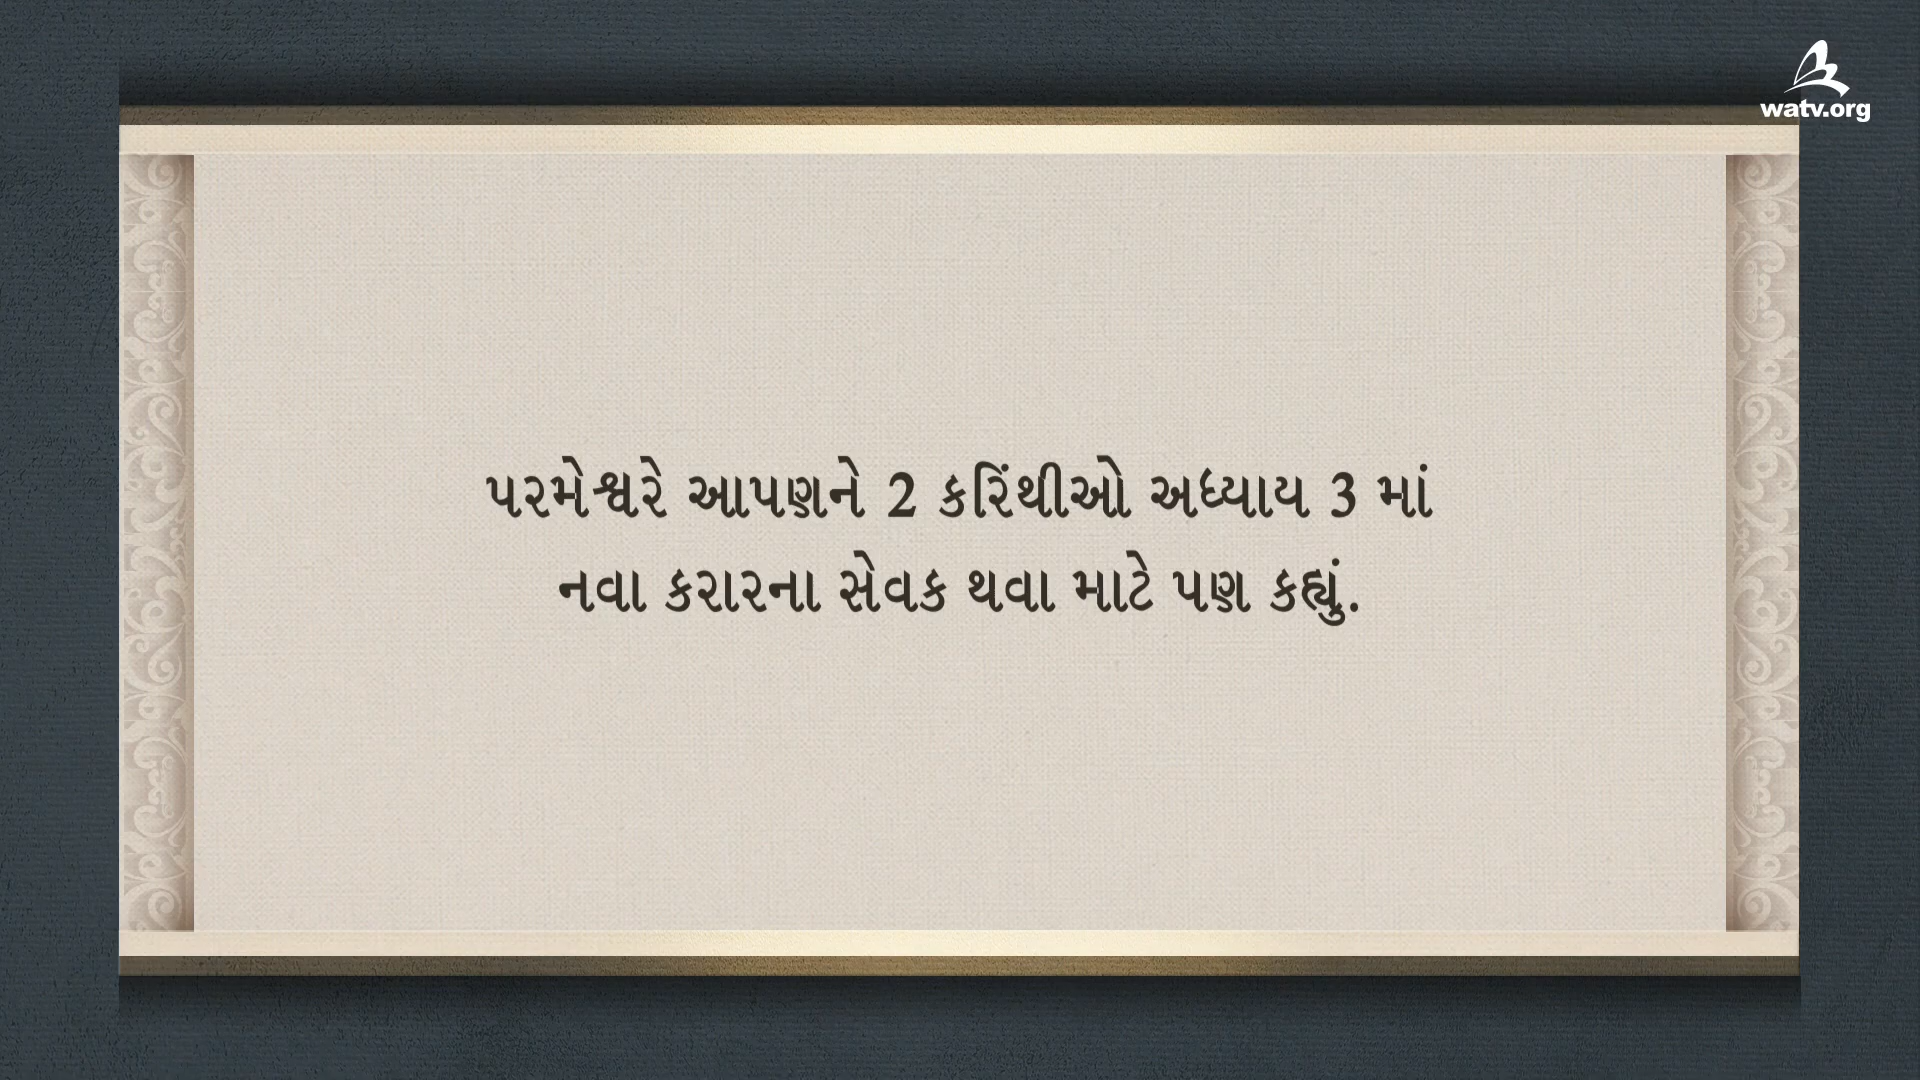 watv.org
પરમેશ્વરે આપણને 2 કરિંથીઓ અધ્યાય 3 માં
નવા કરારના સેવક થવા માટે પણ કહ્યું.